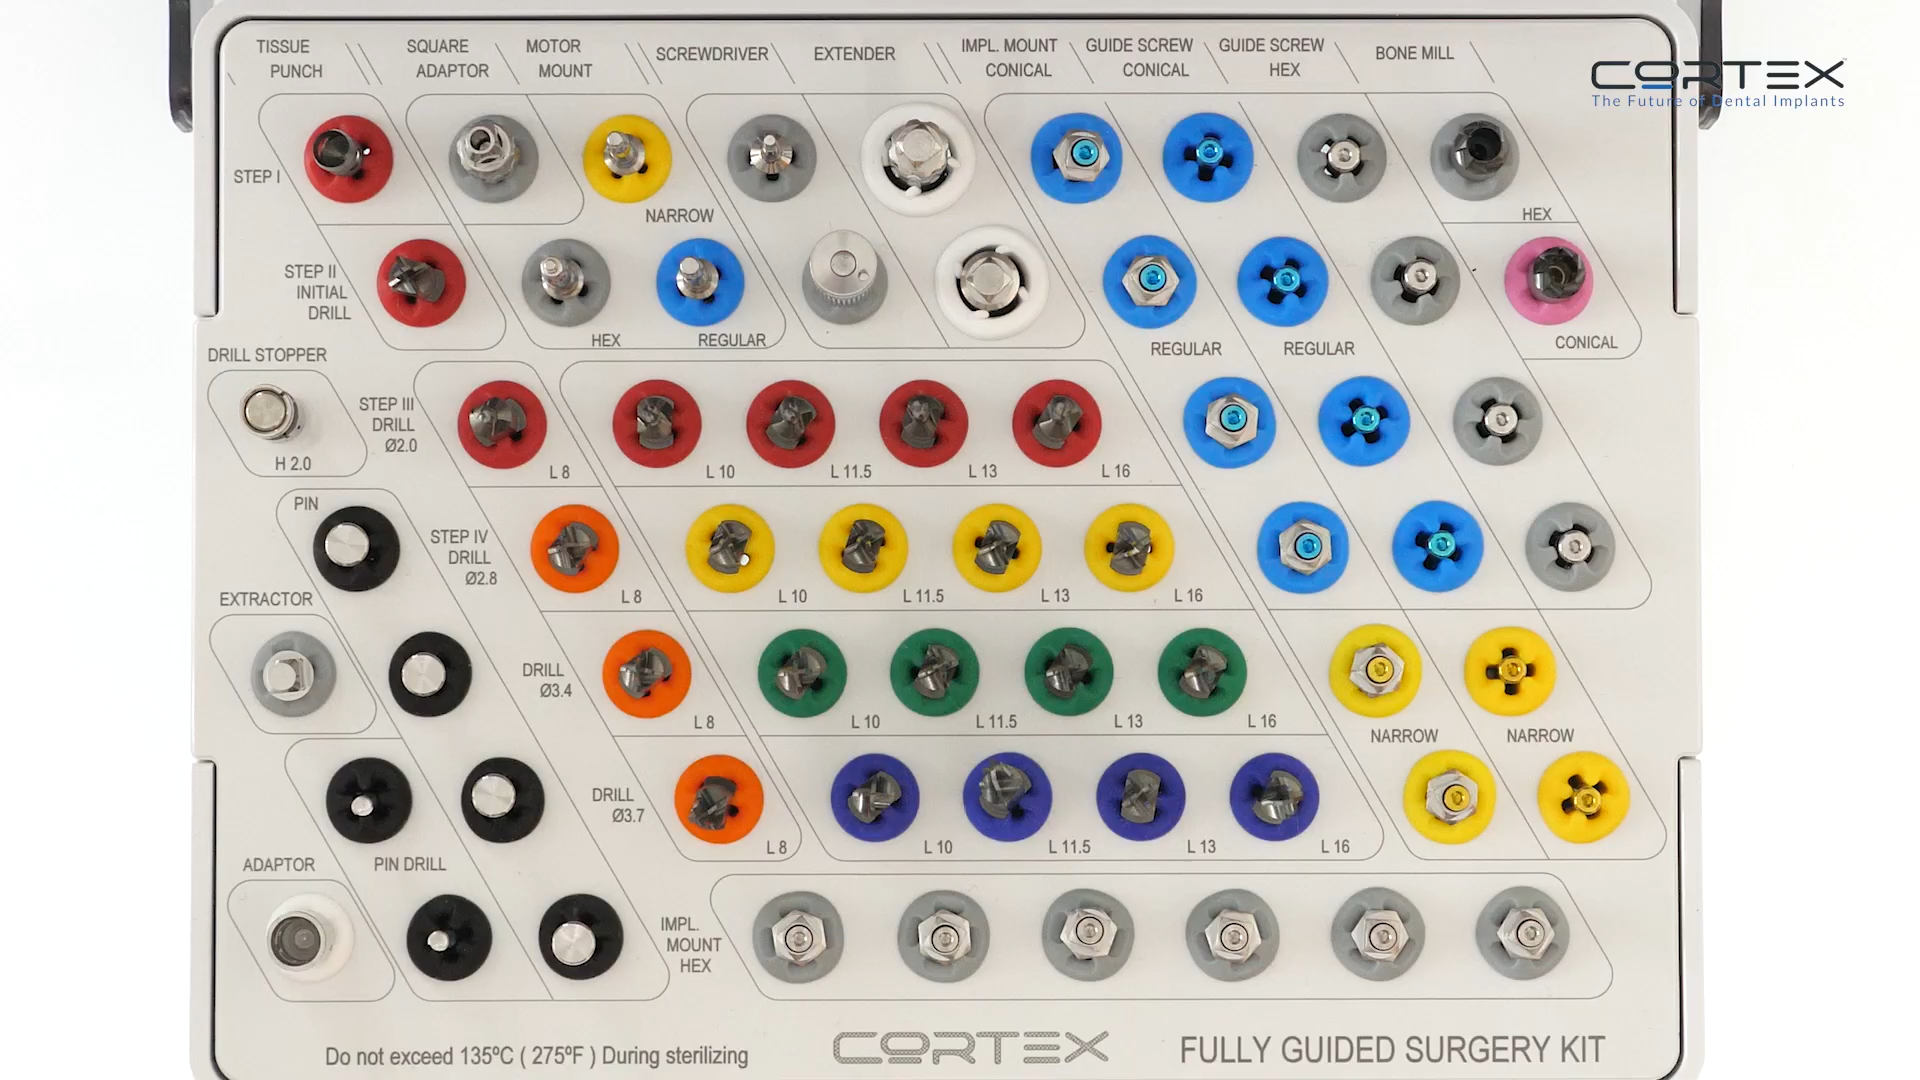 TISSUE
PUNCH
SQUARE
ADAPTOR
MOTOR
MOUNT
SCREWDRIVER
EXTENDER
IMPL. MOUNT
CONICAL
GUIDE SCREW
CONICAL
GUIDE SCREW
HEX
BONE MILL
CORTEX
The Future of Dental Implants
STEP I
NARROW
HEX
STEP II
INITIAL
DRILL
HEX
REGULAR
REGULAR
REGULAR
CONICAL
DRILL STOPPER
H 2.0
STEP III
DRILL
Ø2.0
L 8
L 10
L 11.5
L 13
L 16
PIN
STEP IV
DRILL
Ø2.8
L 8
L 10
L 11.5
L 13
L 16
EXTRACTOR
DRILL
Ø3.4
L 8
L 10
L 11.5
L 13
L 16
NARROW
NARROW
DRILL
Ø3.7
L 8
L 10
L 11.5
L 13
L 16
ADAPTOR
PIN DRILL
IMPL.
MOUNT
HEX
Do not exceed 135ºC ( 275ºF ) During sterilizing
CORTEX
FULLY GUIDED SURGERY KIT